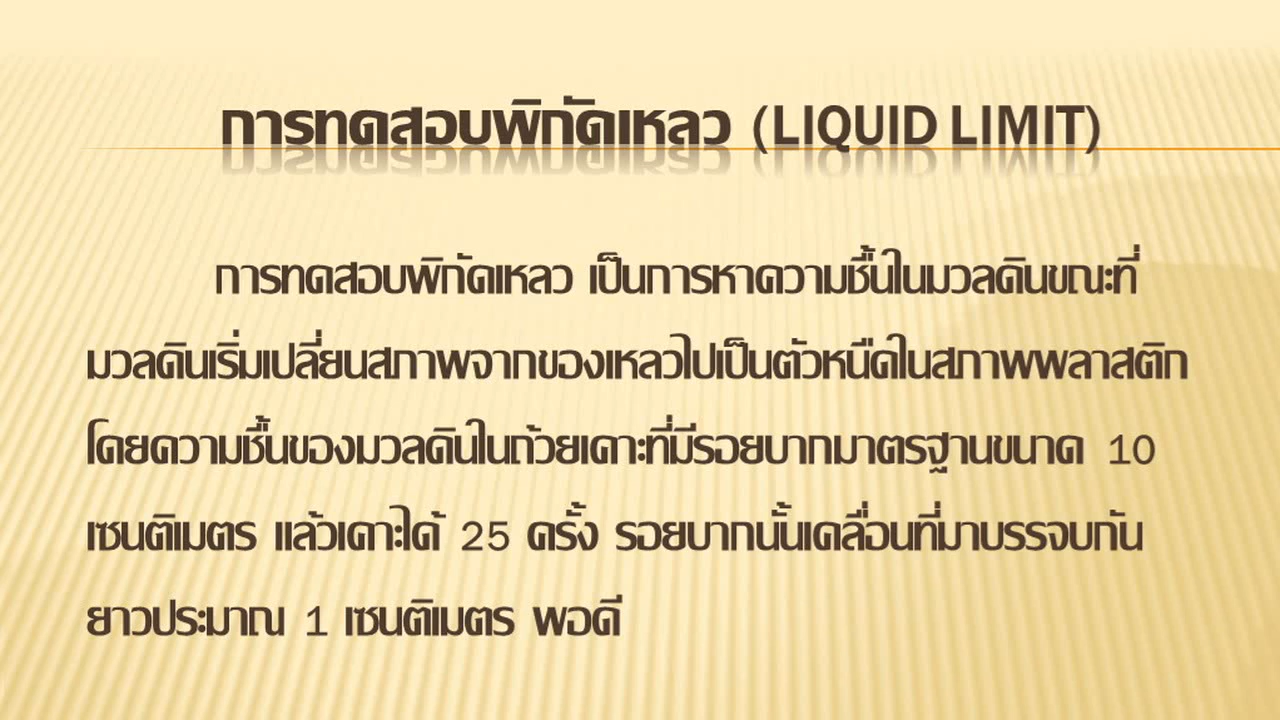 การทดสอบพิกัดเหลว (LIQUID LIMIT)
การทดสอบพิกัดเหลว เป็นการหาความชื้นในมวลดินขณะที่
มวลดินเริ่มเปลี่ยนสภาพจากของเหลวไปเป็นตัวหนืดในสภาพพลาสติก
โดยความชื้นของมวลดินในถ้วยเคาะที่มีรอยบากมาตรฐานขนาด 10
เซนติเมตร แล้วเคาะได้ 25 ครั้ง รอยบากนั้นเคลื่อนที่มาบรรจบกัน
ยาวประมาณ 1 เซนติเมตร พอดี